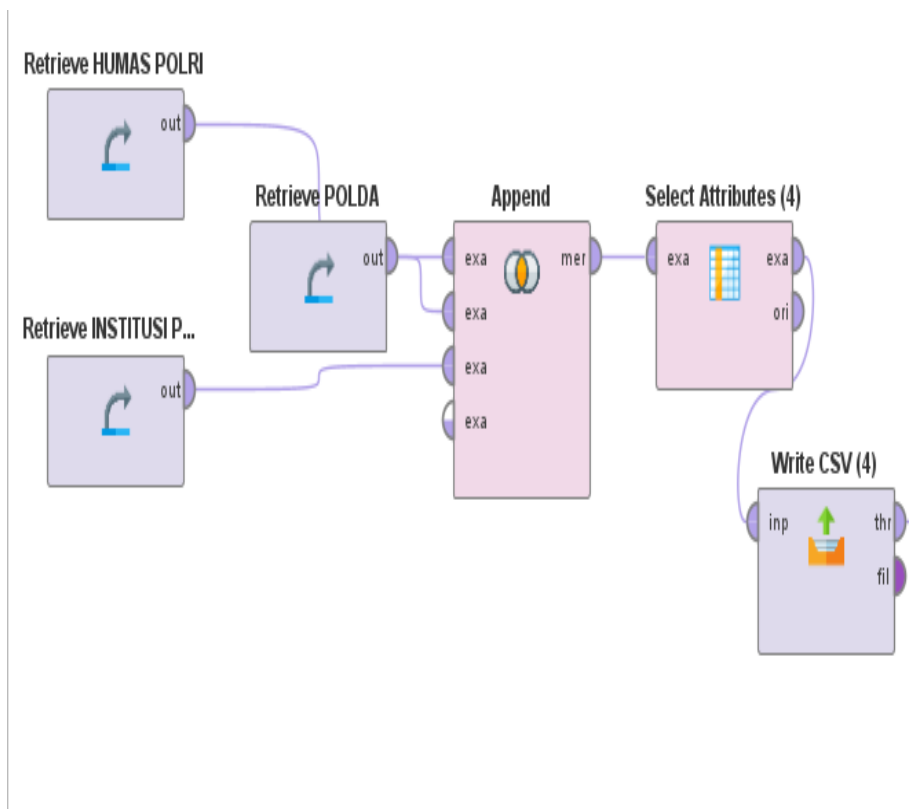 Retrieve HUMAS POLRI
out
Retrieve POLDA
out
Append
exa
mer
exa
exa
exa
Select Attributes (4)
exa
exa
ori
Retrieve INSTITUSI P...
out
Write CSV (4)
inp
thr
fil